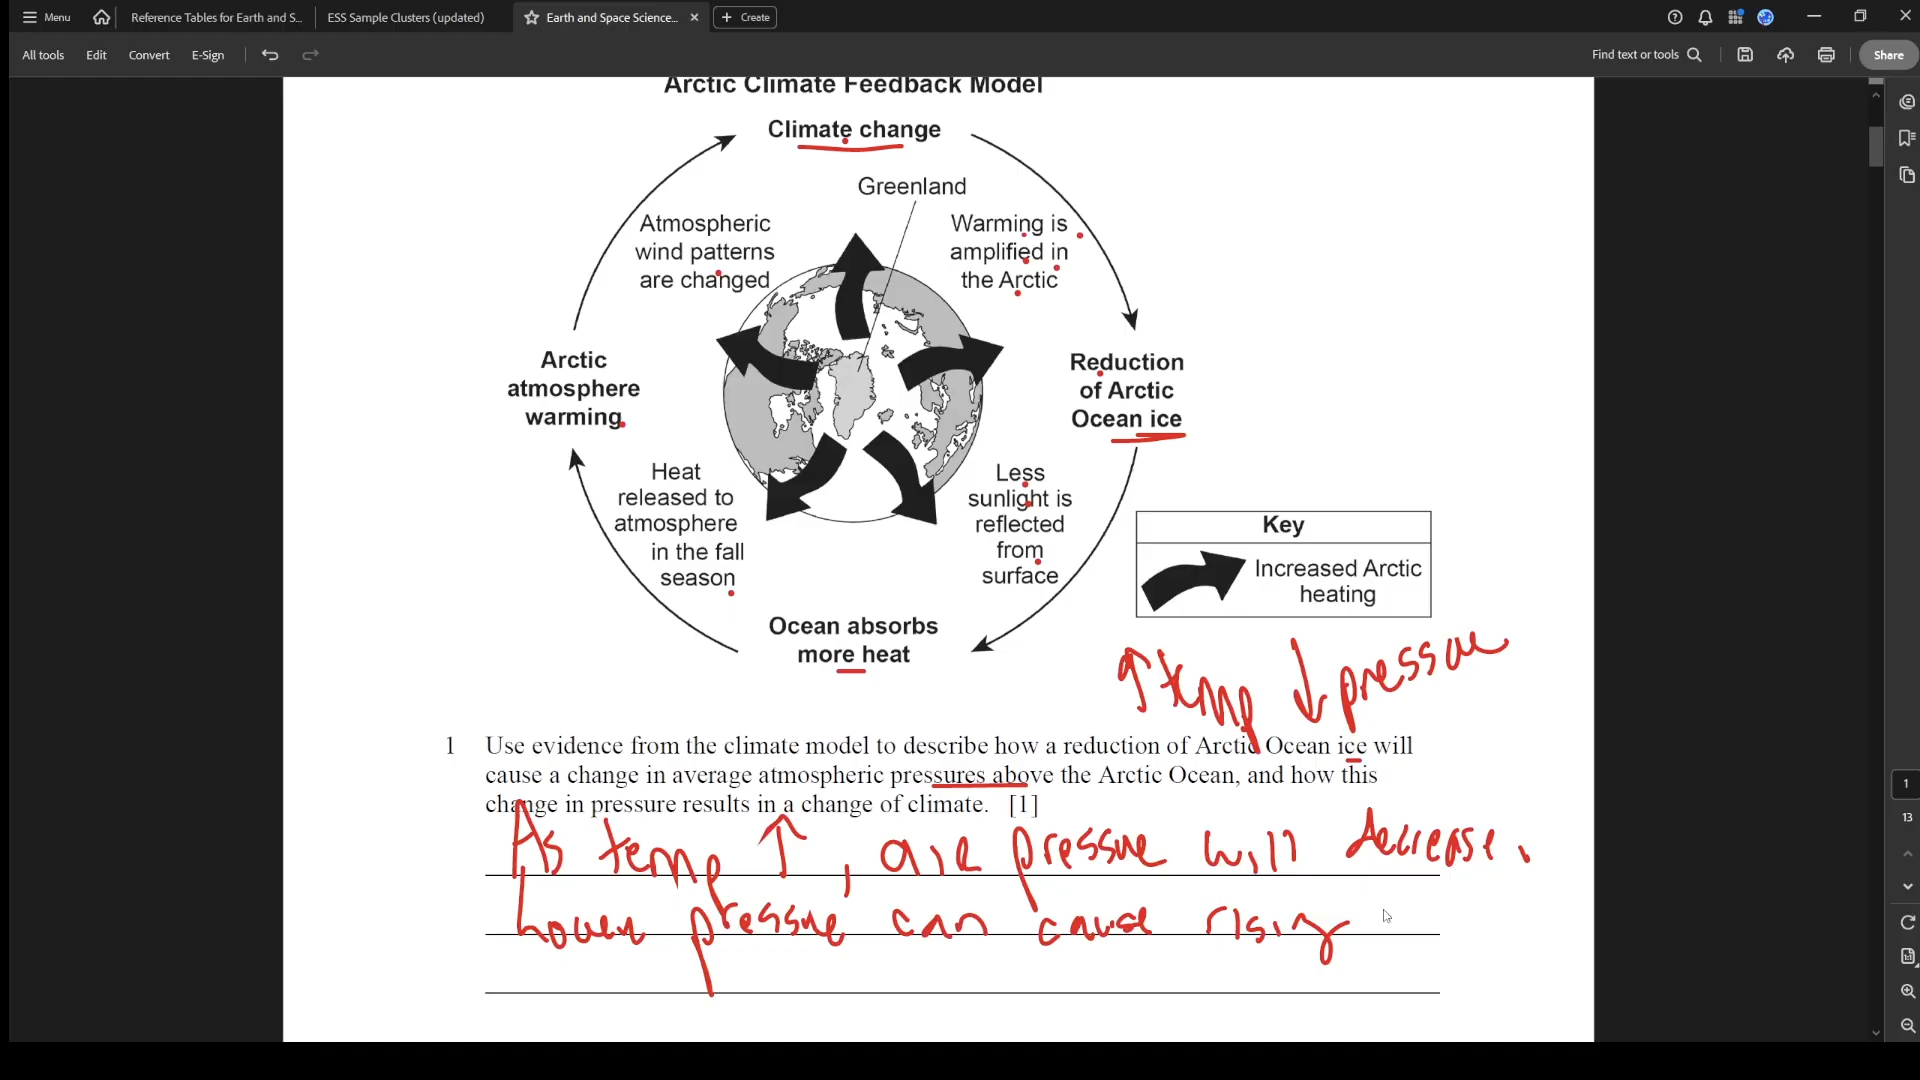 Menu
Reference Tables for Earth and S...
ESS Sample Clusters (updated)
Earth and Space Science...
Create
All tools
Edit
Convert
E-Sign
Find text or tools
Share
Arctic Climate Feedback Model
Climate change
Greenland
Atmospheric
wind patterns
are changed
Warming is
amplified in
the Arctic
Arctic
atmosphere
warming
Reduction
of Arctic
Ocean ice
Heat
released to
atmosphere
in the fall
season
Less
sunlight is
reflected
from
surface
Key
Increased Arctic
heating
Ocean absorbs
more heat
↑ temp ↓ pressure
1 Use evidence from the climate model to describe how a reduction of Arctic Ocean ice will
cause a change in average atmospheric pressures above the Arctic Ocean, and how this
change in pressure results in a change of climate. [1]
As temp ↑, air pressure will decrease.
Lower pressure can cause rising
1
13